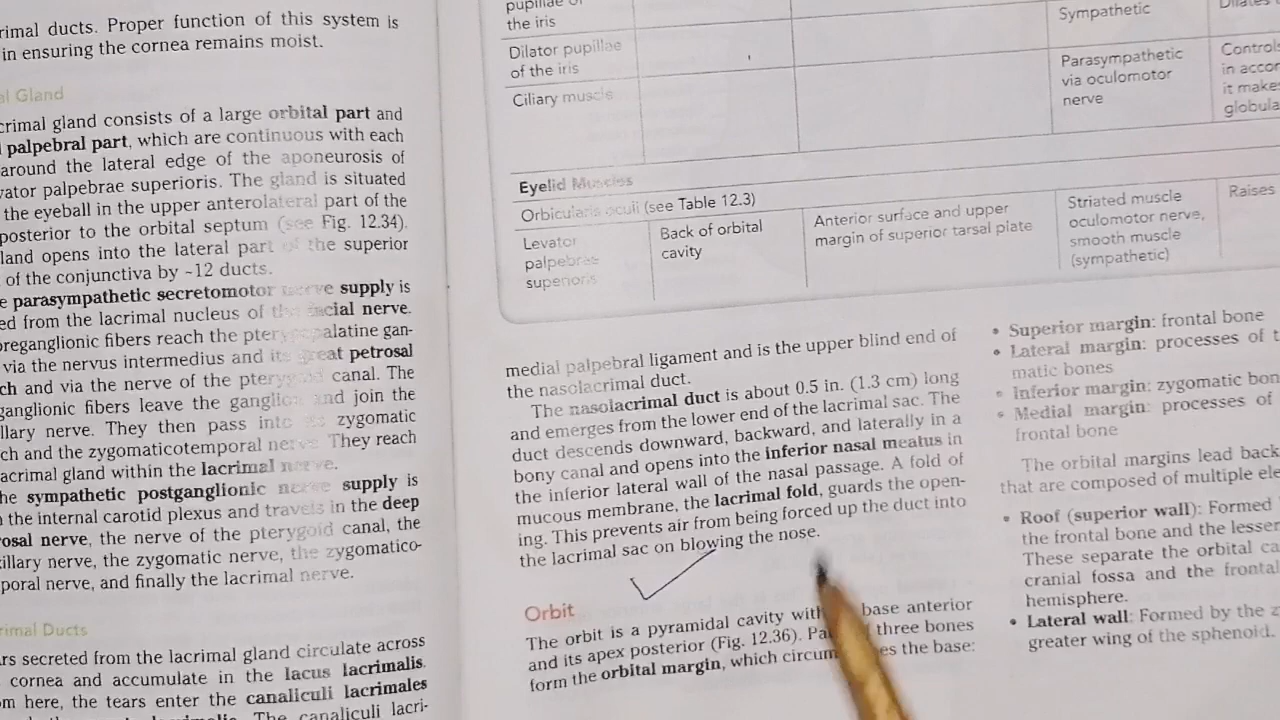 rimal ducts. Proper function of this system is
in ensuring the cornea remains moist.
al Gland
crimal gland consists of a large orbital part and
palpebral part, which are continuous with each
around the lateral edge of the aponeurosis of
vator palpebrae superioris. The gland is situated
the eyeball in the upper anterolateral part of the
posterior to the orbital septum (see Fig. 12.34).
land opens into the lateral part of the superior
of the conjunctiva by ~12 ducts.
e parasympathetic secretomotor nerve supply is
ed from the lacrimal nucleus of the facial nerve.
preganglionic fibers reach the pterygopalatine gan-
via the nervus intermedius and its great petrosal
ch and via the nerve of the pterygoid canal. The
ganglionic fibers leave the ganglion and join the
llary nerve. They then pass into its zygomatic
ch and the zygomaticotemporal nerve. They reach
acrimal gland within the lacrimal nerve.
he sympathetic postganglionic nerve supply is
the internal carotid plexus and travels in the deep
rosal nerve, the nerve of the pterygoid canal, the
xillary nerve, the zygomatic nerve, the zygomatico-
poral nerve, and finally the lacrimal nerve.
rimal Ducts
rs secreted from the lacrimal gland circulate across
cornea and accumulate in the lacus lacrimalis.
m here, the tears enter the canaliculi lacrimales
The canaliculi lacri-
pupillae of
the iris
Sympathetic
Dilates
Dilator pupillae
of the iris
Ciliary muscle
Parasympathetic
via oculomotor
nerve
Controls
in accor
it makes
globula
Eyelid Muscles
Orbicularis oculi (see Table 12.3)
Levator
palpebrae
superioris
Back of orbital
cavity
Anterior surface and upper
margin of superior tarsal plate
Striated muscle
oculomotor nerve,
smooth muscle
(sympathetic)
Raises
medial palpebral ligament and is the upper blind end of
the nasolacrimal duct.
The nasolacrimal duct is about 0.5 in. (1.3 cm) long
and emerges from the lower end of the lacrimal sac. The
duct descends downward, backward, and laterally in a
bony canal and opens into the inferior nasal meatus in
the inferior lateral wall of the nasal passage. A fold of
mucous membrane, the lacrimal fold, guards the open-
ing. This prevents air from being forced up the duct into
the lacrimal sac on blowing the nose.
Orbit
The orbit is a pyramidal cavity with base anterior
and its apex posterior (Fig. 12.36). Pa three bones
form the orbital margin, which circum es the base:
• Superior margin: frontal bone
• Lateral margin: processes of t
matic bones
• Inferior margin: zygomatic bon
• Medial margin: processes of
frontal bone
The orbital margins lead back
that are composed of multiple ele
• Roof (superior wall): Formed
the frontal bone and the lesser
These separate the orbital ca
cranial fossa and the frontal
hemisphere.
• Lateral wall: Formed by the z
greater wing of the sphenoid.